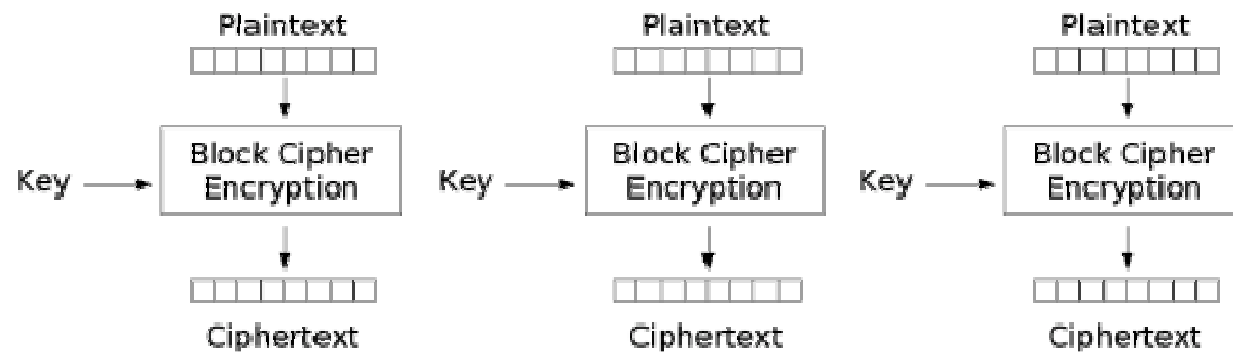 Plaintext
Plaintext
Plaintext
Key
Block Cipher
Encryption
Key
Block Cipher
Encryption
Key
Block Cipher
Encryption
Ciphertext
Ciphertext
Ciphertext